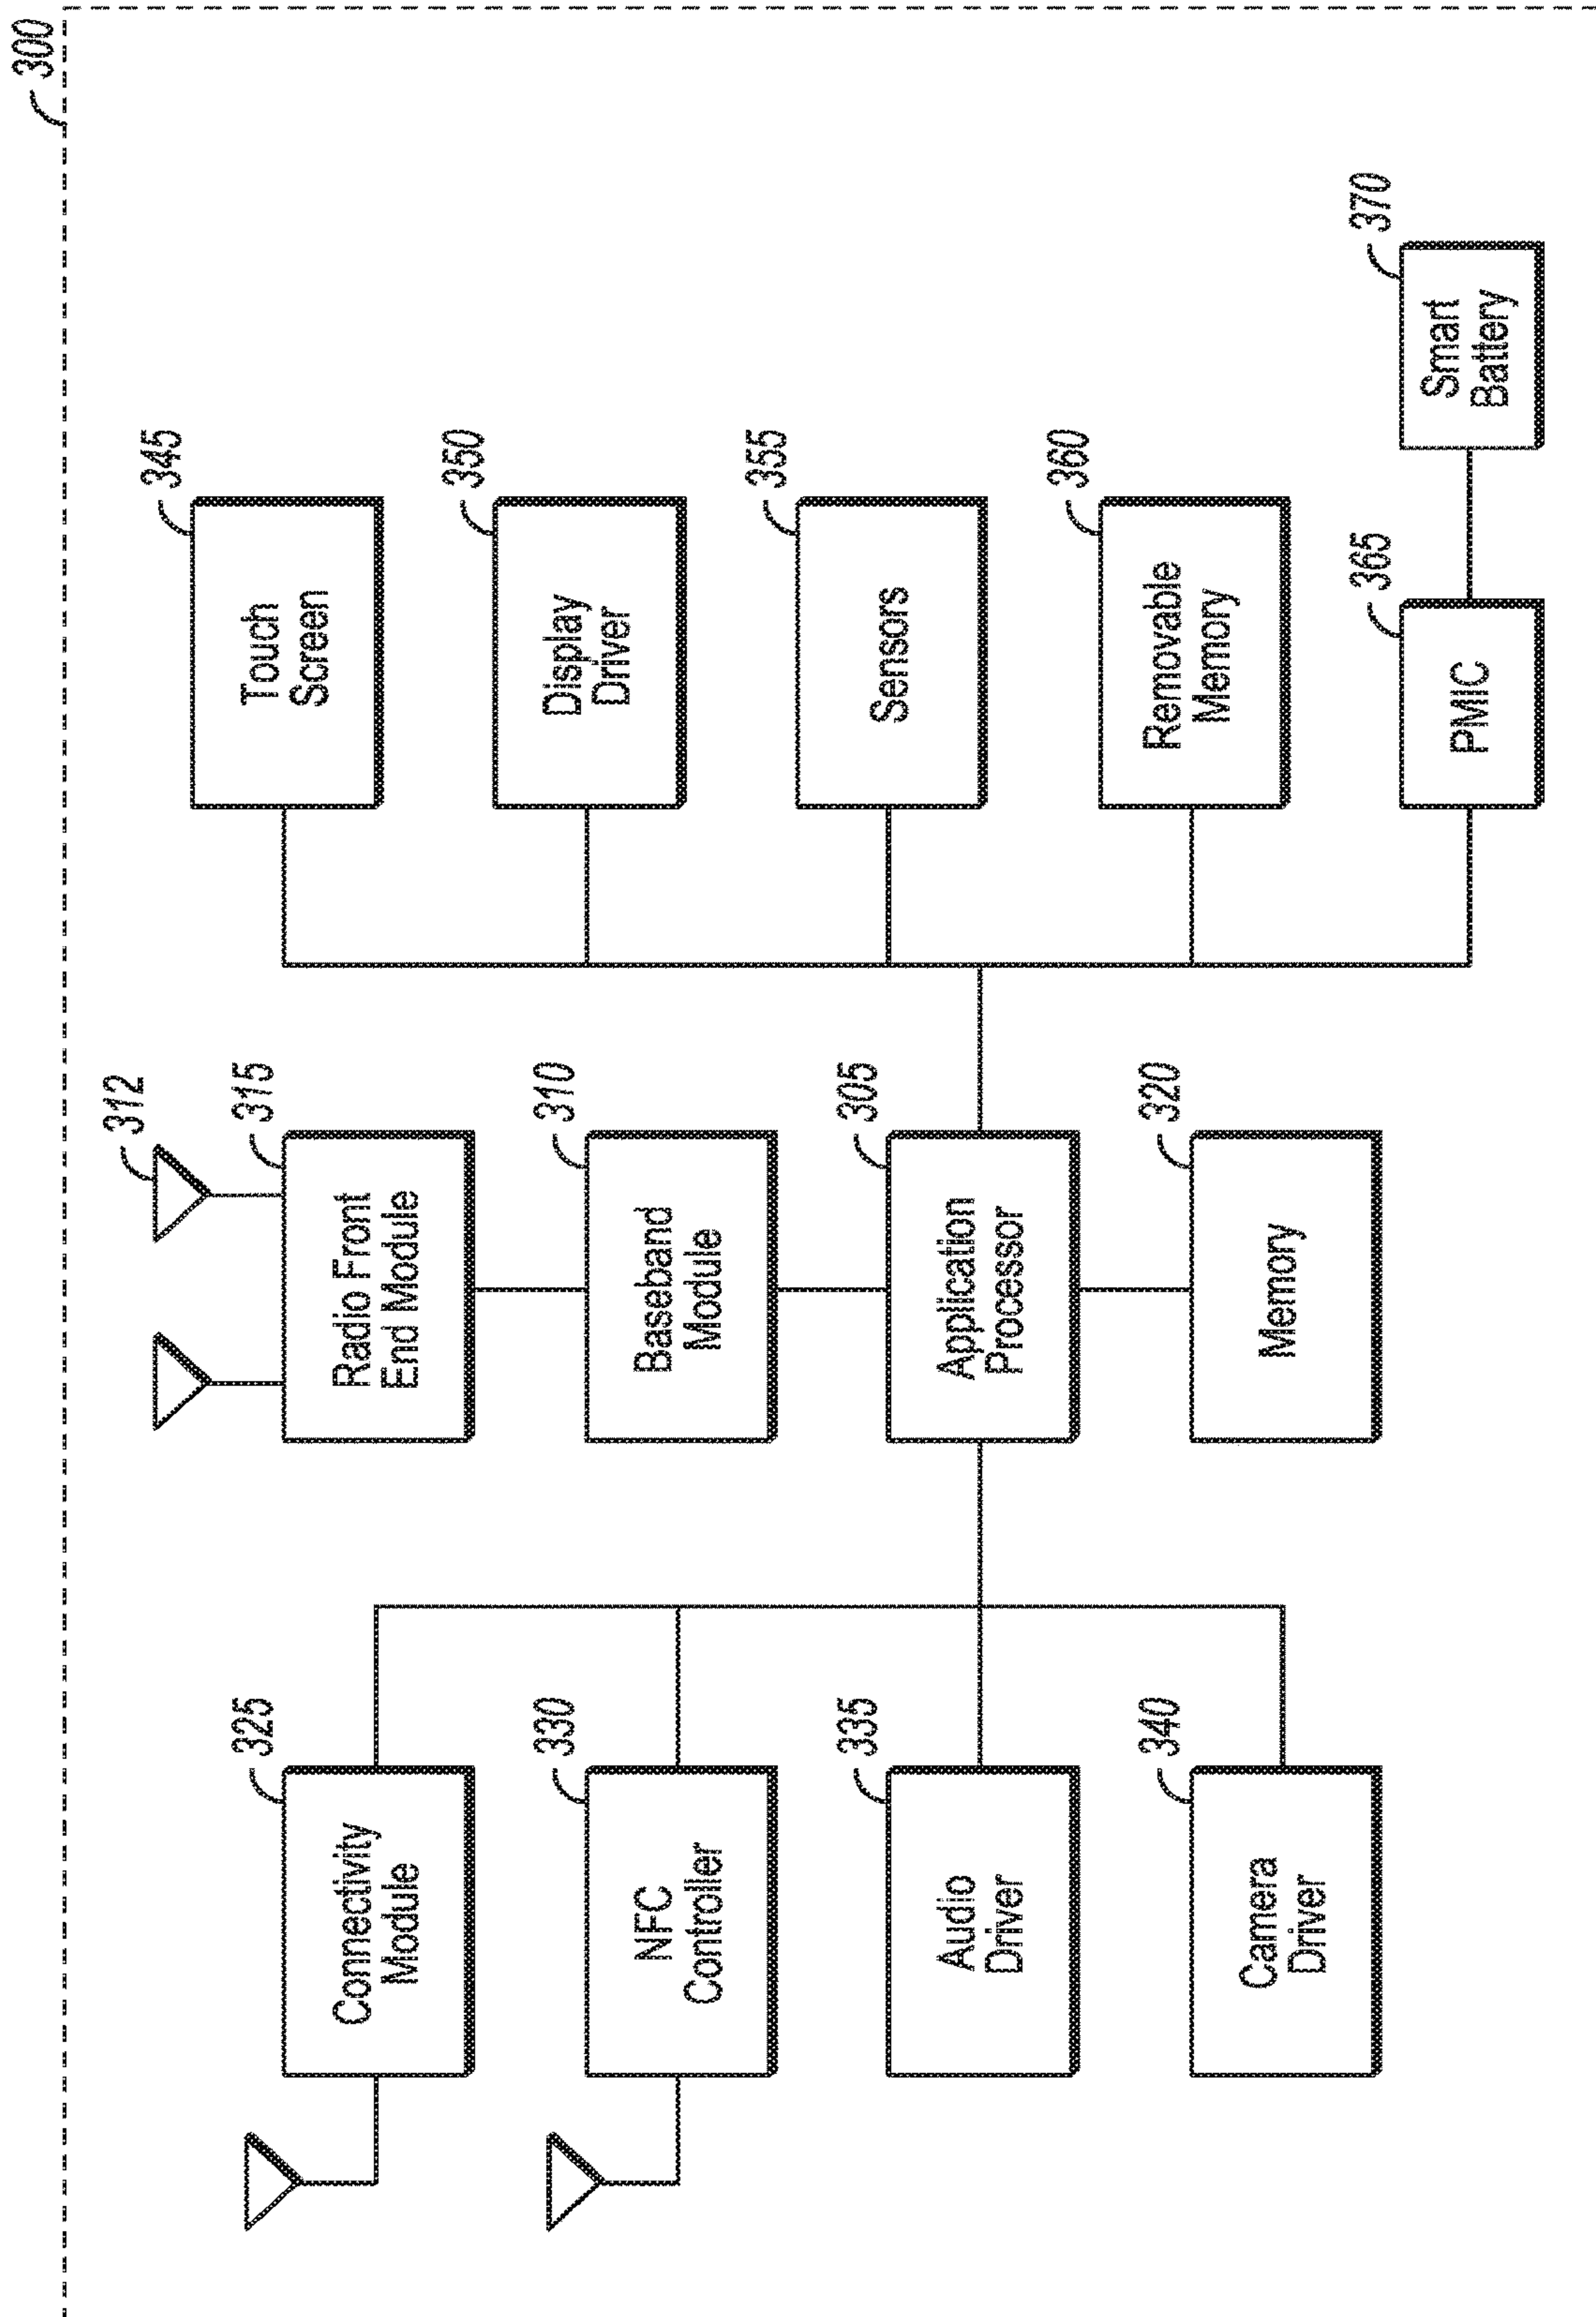 300
312
325
Connectivity
Module
315
Radio Front
End Module
345
Touch
Screen
330
NFC
Controller
310
Baseband
Module
350
Display
Driver
335
Audio
Driver
305
Application
Processor
355
Sensors
340
Camera
Driver
320
Memory
360
Removable
Memory
365
PMIC
370
Smart
Battery